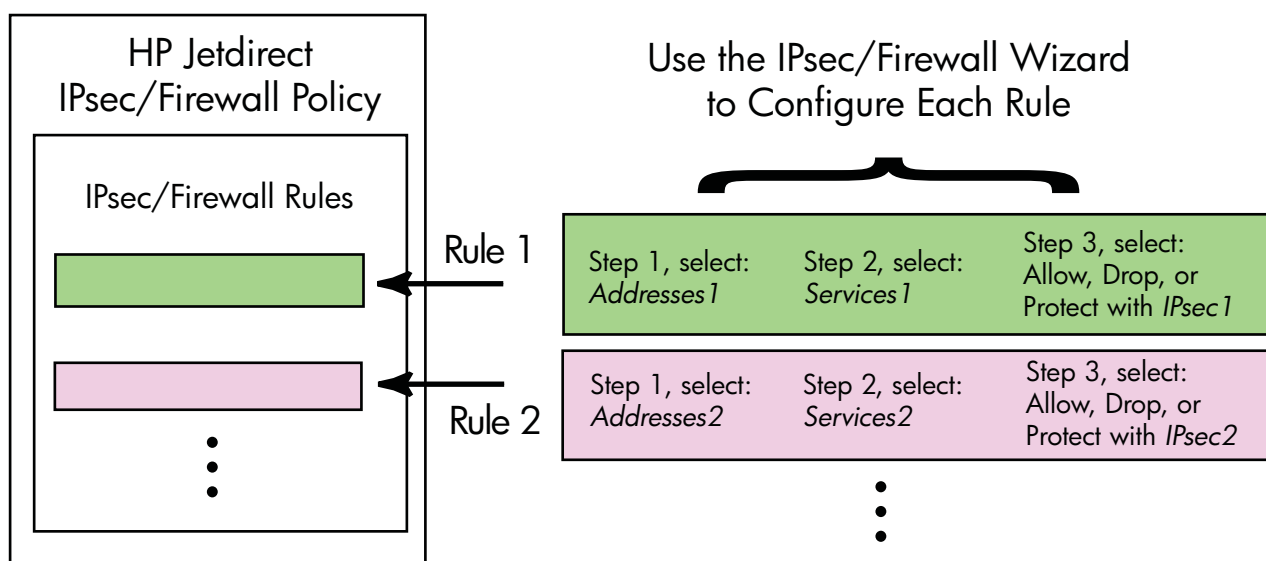 HP Jetdirect
IPsec/Firewall Policy
IPsec/Firewall Rules
Use the IPsec/Firewall Wizard
to Configure Each Rule
Rule 1
Step 1, select:
Addresses1
Step 2, select:
Services1
Step 3, select:
Allow, Drop, or
Protect with IPsec1
Rule 2
Step 1, select:
Addresses2
Step 2, select:
Services2
Step 3, select:
Allow, Drop, or
Protect with IPsec2